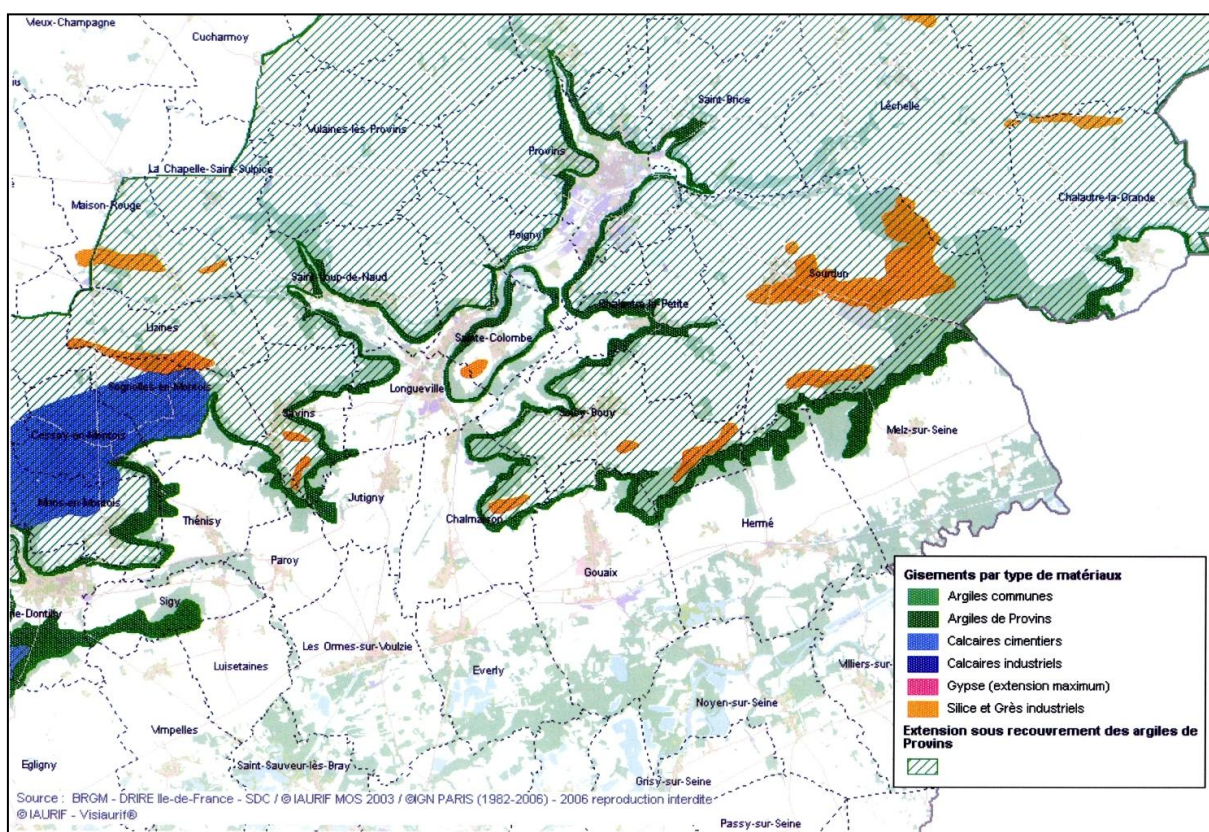 Vieux-Champagne
Cucharmoy
Saint-Brice
Léchelle
Vulaines-lès-Provins
Provins
La Chapelle-Saint-Sulpice
Maison-Rouge
Chalautre-la-Grande
Poigny
Saint-Loup-de-Naud
Sourdun
Chalautre-la-Petite
Lizines
Sainte-Colombe
Longueville
Sognolles-en-Montois
Savins
Soisy-Bouy
Cessoy-en-Montois
Melz-sur-Seine
Mons-en-Montois
Jutigny
Thénisy
Chalmaison
Hermé
Paroy
Gouaix
ne-Dontilly
Sigy
Les Ormes-sur-Voulzie
Luisetaines
Everly
Villiers-sur-
Noyen-sur-Seine
Vimpelles
Egligny
Saint-Sauveur-lès-Bray
Grisy-sur-Seine
Passy-sur-Seine
Gisements par type de matériaux
Argiles communes
Argiles de Provins
Calcaires cimentiers
Calcaires industriels
Gypse (extension maximum)
Silice et Grès industriels
Extension sous recouvrement des argiles de
Provins
Source : BRGM - DRIRE Ile-de-France - SDC / © IAURIF MOS 2003 / ©IGN PARIS (1982-2006) - 2006 reproduction interdite
© IAURIF - Visiaurif®